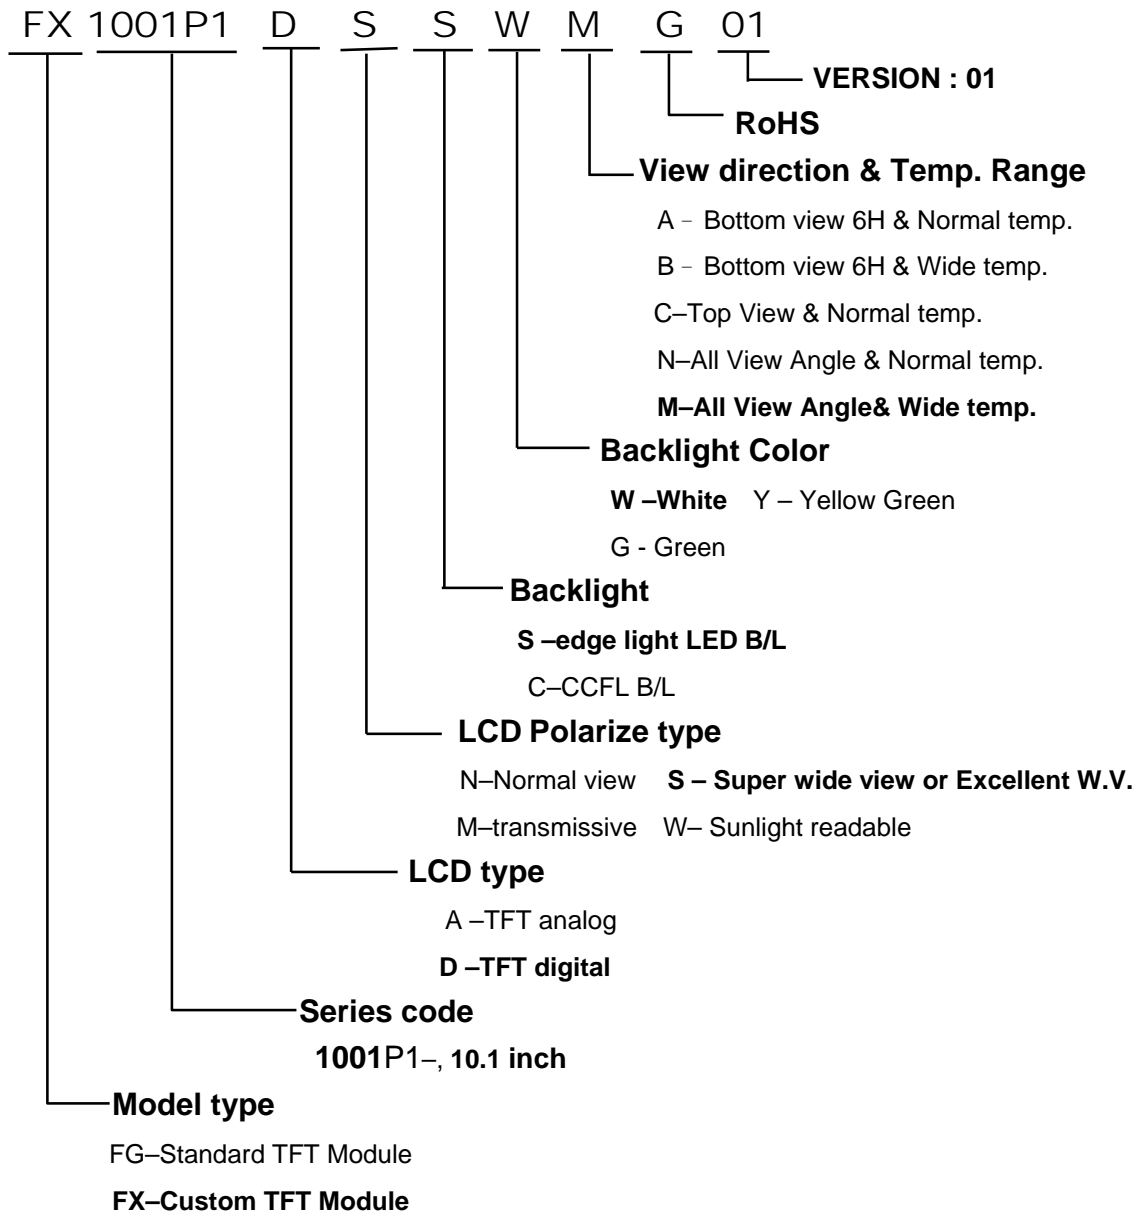 FX 1001P1 D S S W M G 01
VERSION : 01
RoHS
View direction & Temp. Range
A – Bottom view 6H & Normal temp.
B – Bottom view 6H & Wide temp.
C–Top View & Normal temp.
N–All View Angle & Normal temp.
M–All View Angle& Wide temp.
Backlight Color
W –White Y – Yellow Green
G - Green
Backlight
S –edge light LED B/L
C–CCFL B/L
LCD Polarize type
N–Normal view S – Super wide view or Excellent W.V.
M–transmissive W– Sunlight readable
LCD type
A –TFT analog
D –TFT digital
Series code
1001P1–, 10.1 inch
Model type
FG–Standard TFT Module
FX–Custom TFT Module